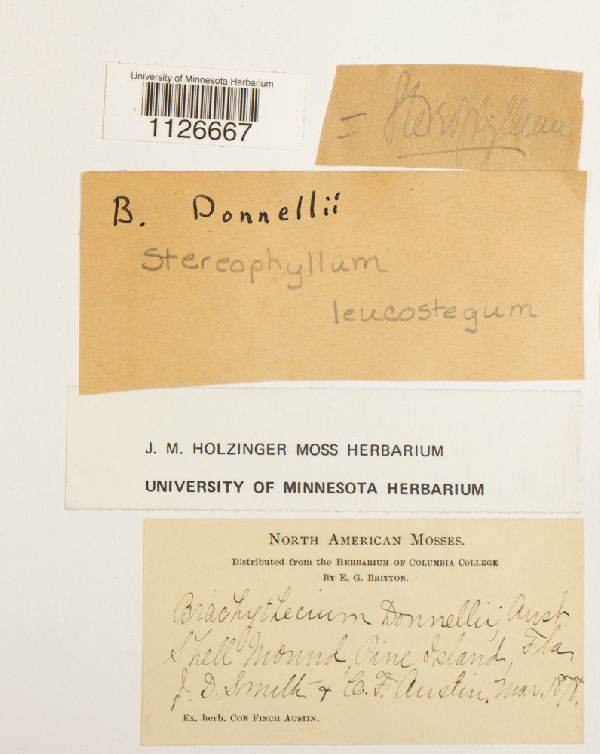 University of Minnesota Herbarium
1126667
= Stereophyllum
B. Donnellii
Stereophyllum
leucostegum
J. M. HOLZINGER MOSS HERBARIUM
UNIVERSITY OF MINNESOTA HERBARIUM
NORTH AMERICAN MOSSES.
Distributed from the HERBARIUM OF COLUMBIA COLLEGE
BY E. G. BRITTON.
Brachythecium Donnellii, Aust
Shell Mound, Pine Island, Fla,
J. D. Smith & C. F. Austin, Mar. 1878.
Ex. herb. COE FINCH AUSTIN.